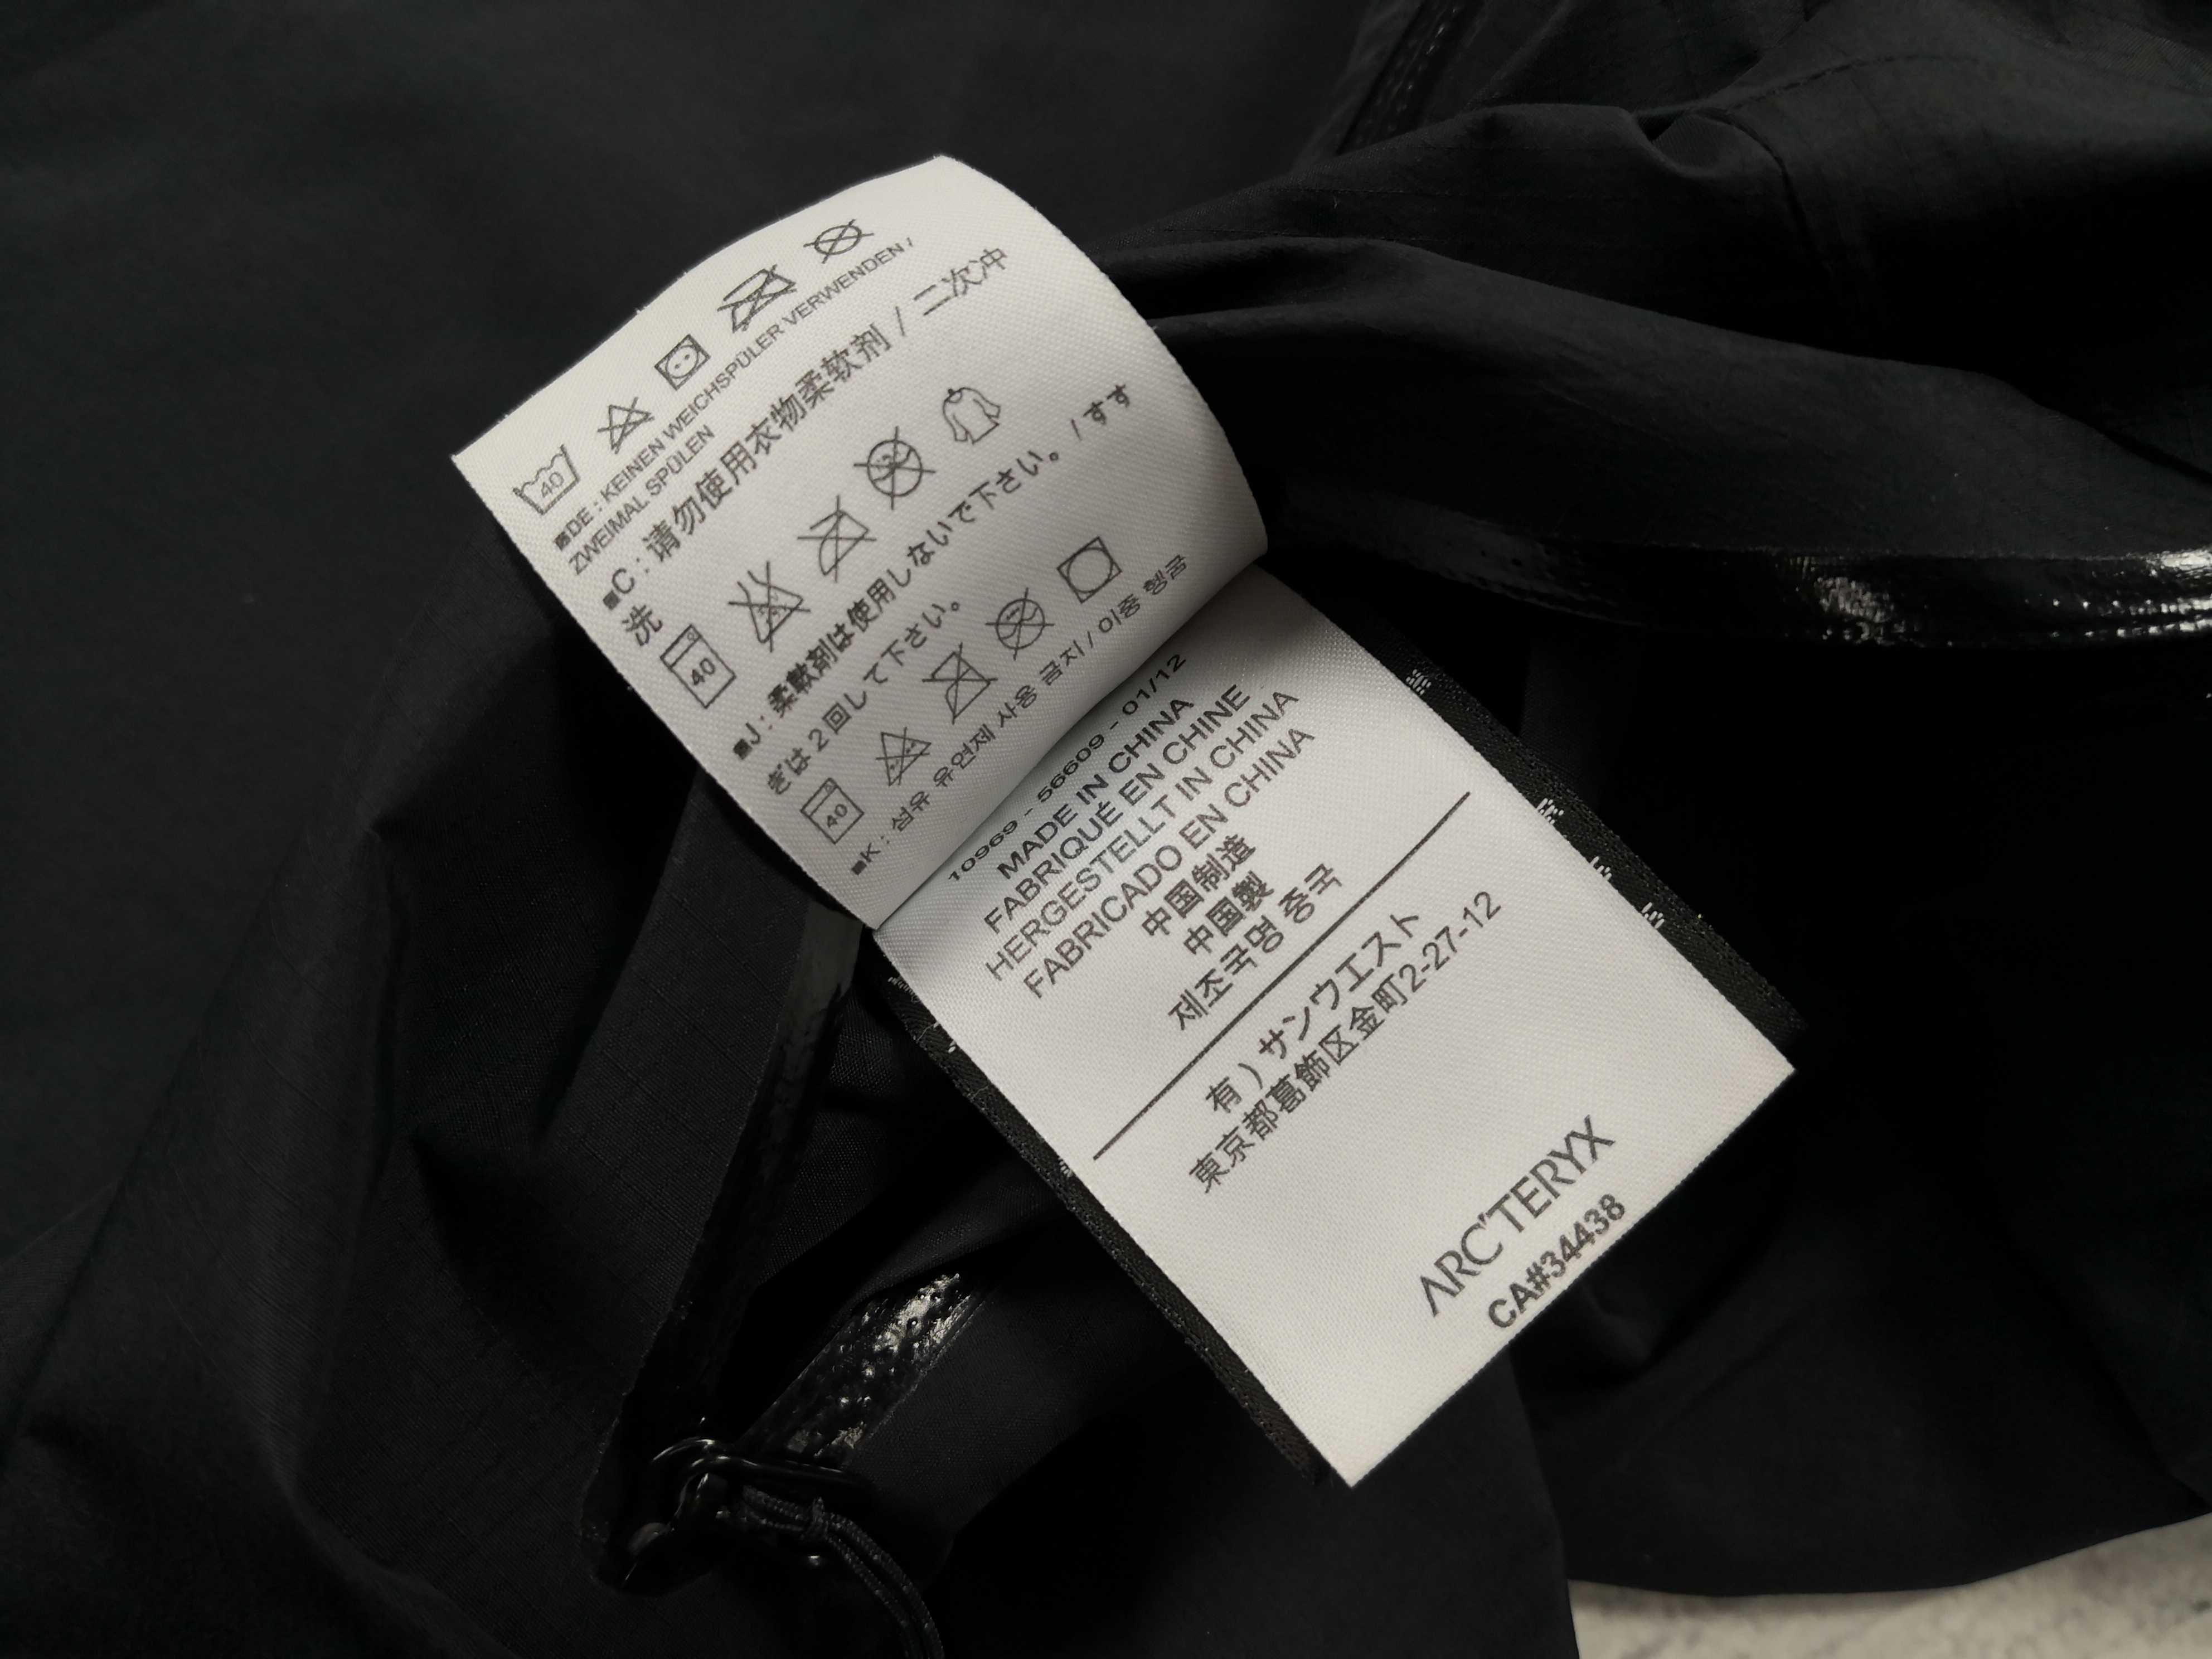 40
■DE : KEINEN WEICHSPÜLER VERWENDEN /
ZWEIMAL SPÜLEN
■C : 请勿使用衣物柔软剂 / 二次冲
洗
40
■J : 柔軟剤は使用しないで下さい。 / すす
ぎは2回して下さい。
40
■K : 섬유 유연제 사용 금지 / 이중 헹굼
10969 - 56609 - 01/12
MADE IN CHINA
FABRIQUÉ EN CHINE
HERGESTELLT IN CHINA
FABRICADO EN CHINA
中国制造
中国製
제조국명 중국
有）サンウエスト
東京都葛飾区金町2-27-12
ARC'TERYX
CA#34438